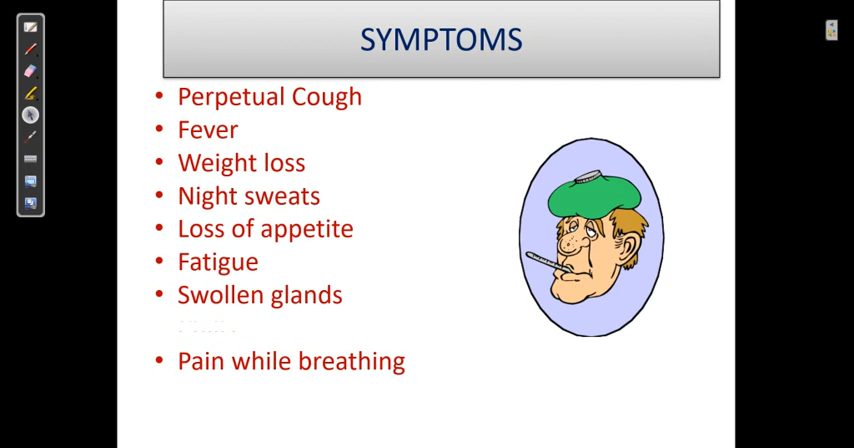 SYMPTOMS
• Perpetual Cough
• Fever
• Weight loss
• Night sweats
• Loss of appetite
• Fatigue
• Swollen glands
• Pain while breathing